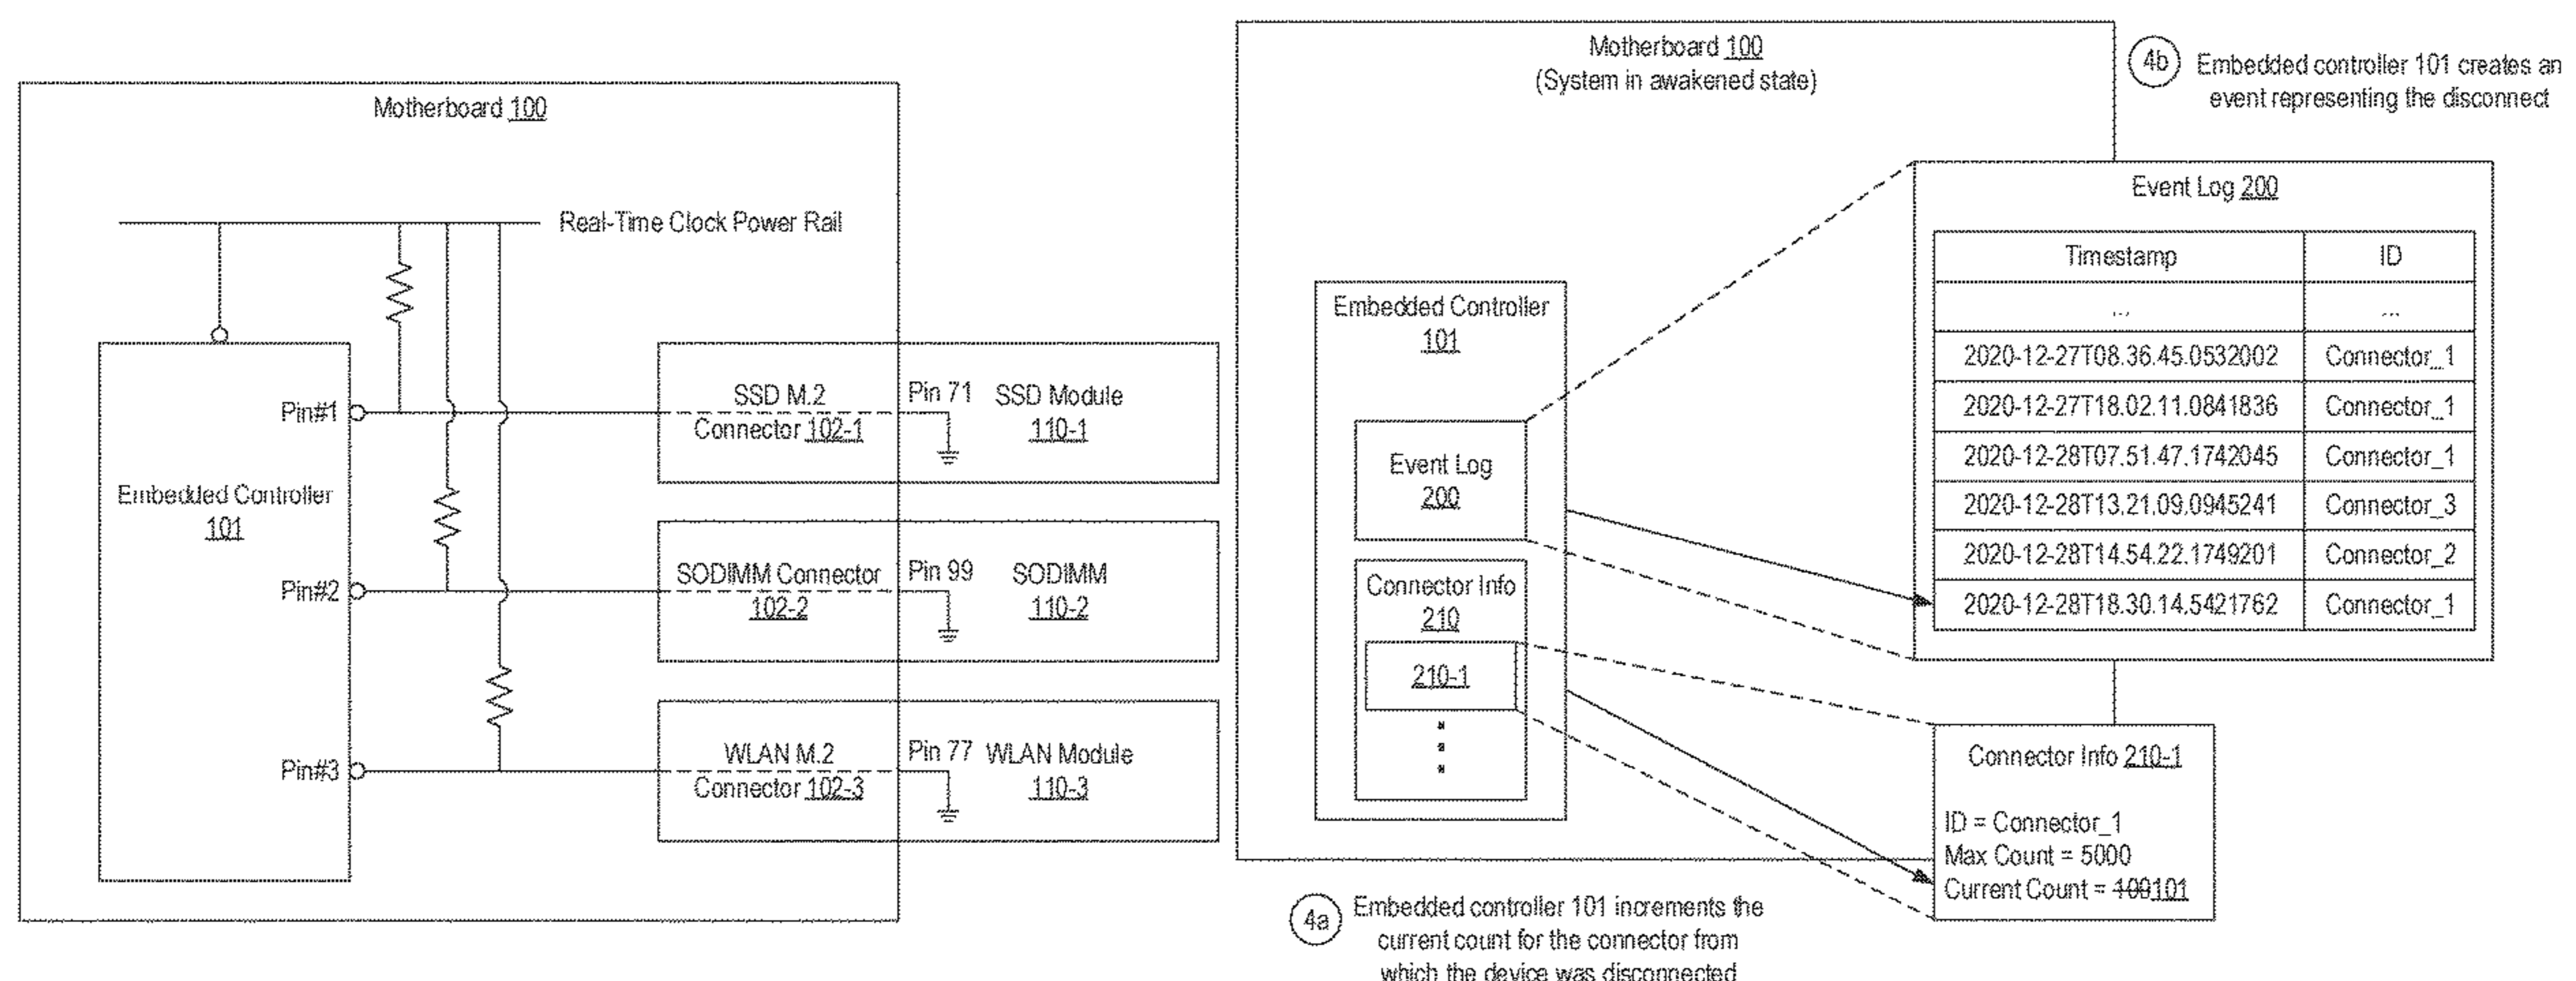 Motherboard 100
Real-Time Clock Power Rail
Pin#1
Embedded Controller
101
Pin#2
Pin#3
SSD M.2
Connector 102-1
Pin 71
SSD Module
110-1
SODIMM Connector
102-2
Pin 99
SODIMM
110-2
WLAN M.2
Connector 102-3
Pin 77
WLAN Module
110-3
Motherboard 100
(System in awakened state)
4b
Embedded controller 101 creates an
event representing the disconnect
Embedded Controller
101
Event Log
200
Connector Info
210
210-1
Event Log 200
Timestamp ID
... ...
2020-12-27T08.36.45.0532002 Connector_1
2020-12-27T18.02.11.0841836 Connector_1
2020-12-28T07.51.47.1742045 Connector_1
2020-12-28T13.21.09.0945241 Connector_3
2020-12-28T14.54.22.1749201 Connector_2
2020-12-28T18.30.14.5421762 Connector_1
Connector Info 210-1
ID = Connector_1
Max Count = 5000
Current Count = 100101
4a
Embedded controller 101 increments the
current count for the connector from
which the device was disconnected